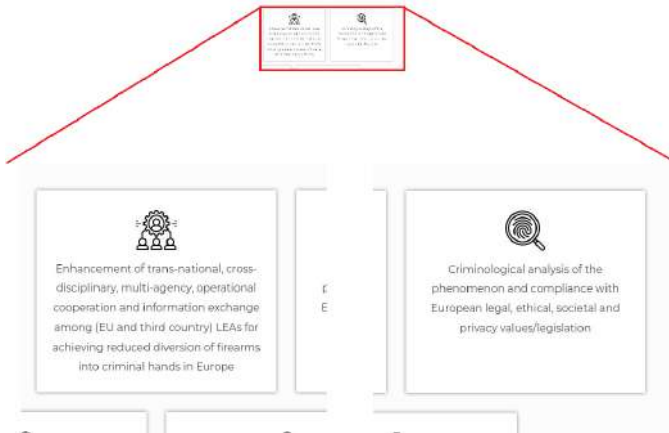 Enhancement of trans-national, cross-
disciplinary, multi-agency, operational
cooperation and information exchange
among (EU and third country) LEAs for
achieving reduced diversion of firearms
into criminal hands in Europe
Criminological analysis of the
phenomenon and compliance with
European legal, ethical, societal and
privacy values/legislation